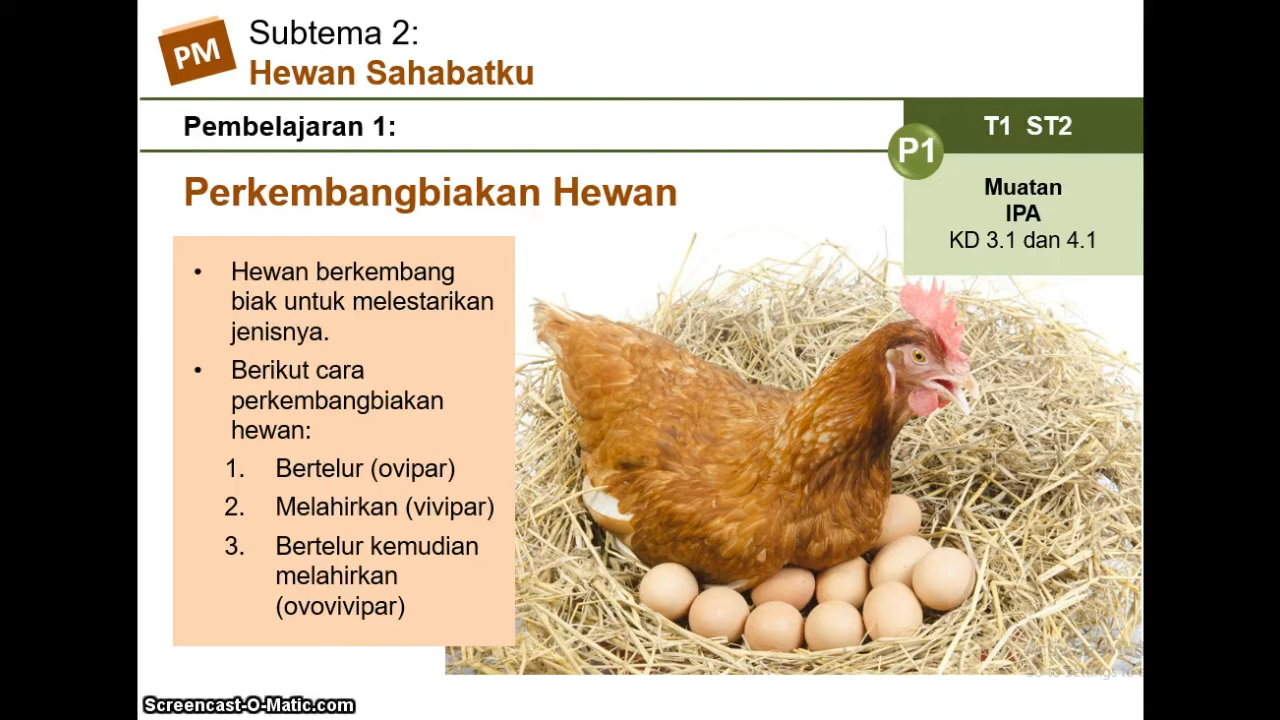 PM
Subtema 2:
Hewan Sahabatku
Pembelajaran 1:
T1 ST2
P1
Muatan
IPA
KD 3.1 dan 4.1
Perkembangbiakan Hewan
• Hewan berkembang
biak untuk melestarikan
jenisnya.
• Berikut cara
perkembangbiakan
hewan:
1. Bertelur (ovipar)
2. Melahirkan (vivipar)
3. Bertelur kemudian
melahirkan
(ovovivipar)
Screencast-O-Matic.com